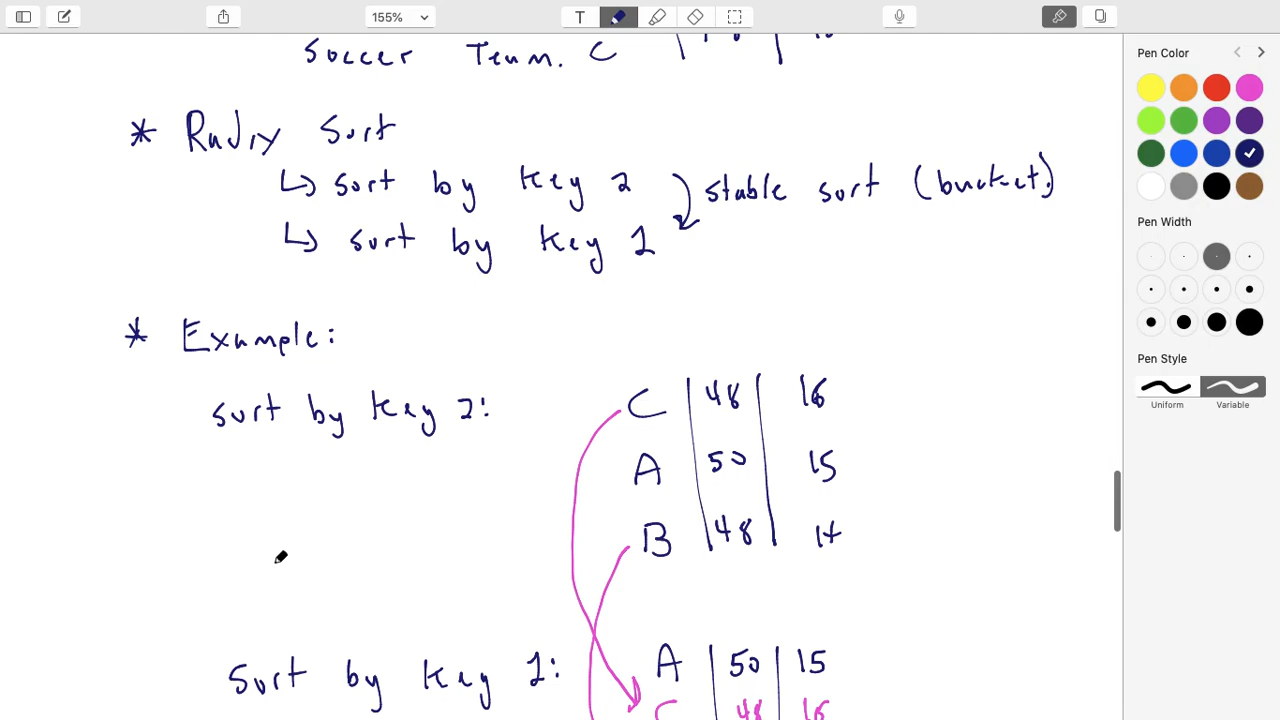 155%
Soccer Team. C
* Radix Sort
↳ sort by key 2
↳ sort by key 1
stable sort (bucket)
* Example:
sort by key 2:
C | 48 | 16
A | 50 | 15
B | 48 | 14
sort by key 1:
A | 50 | 15
C 48 16
Pen Color
Pen Width
Pen Style
Uniform Variable
T